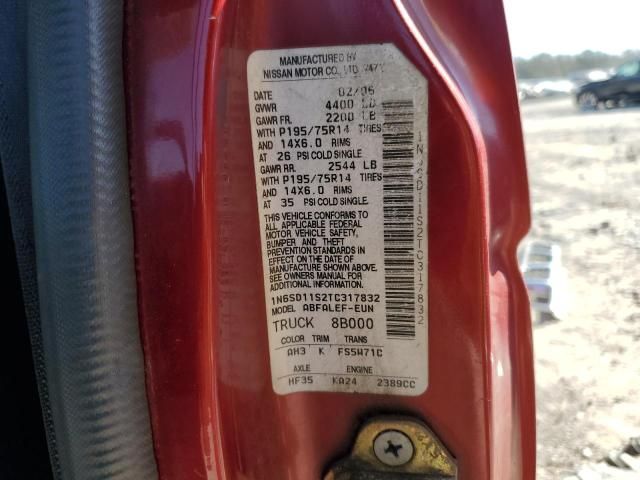 MANUFACTURED BY
NISSAN MOTOR CO., LTD.
DATE 02/96
GVWR 4400 LB
GAWR FR. 2200 LB
WITH P195/75R14 TIRES
AND 14X6.0 RIMS
AT 26 PSI COLD SINGLE
GAWR RR. 2544 LB
WITH P195/75R14 TIRES
AND 14X6.0 RIMS
AT 35 PSI COLD SINGLE.
THIS VEHICLE CONFORMS TO
ALL APPLICABLE FEDERAL
MOTOR VEHICLE SAFETY,
BUMPER AND THEFT
PREVENTION STANDARDS IN
EFFECT ON THE DATE OF
MANUFACTURE SHOWN ABOVE.
SEE OWNERS MANUAL FOR
ADDITIONAL INFORMATION.
1N6SD11S2TC317832
MODEL ABFALEF-EUN
TRUCK 8B000
COLOR TRIM TRANS
AH3 K FS5W71C
AXLE ENGINE
HF35 KA24 2389CC
1N6SD11S2TC317832